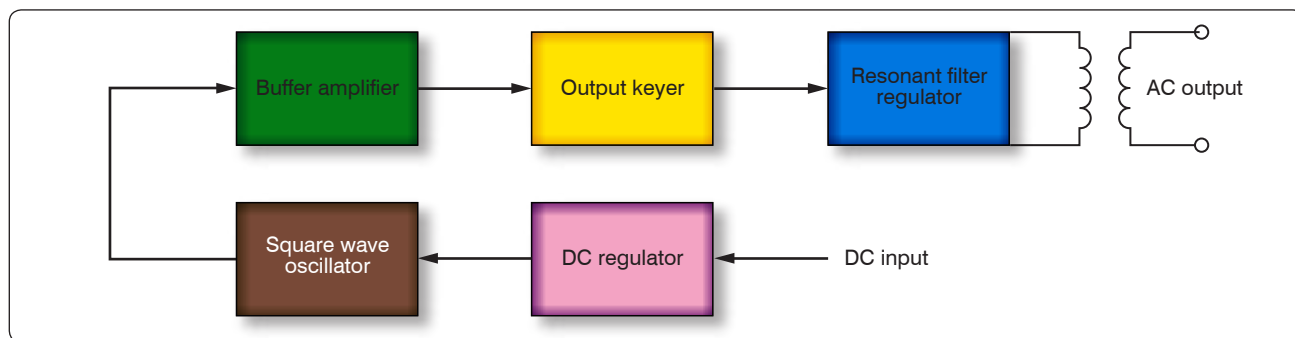 Buffer amplifier
Output keyer
Resonant filter
regulator
AC output
Square wave
oscillator
DC regulator
DC input